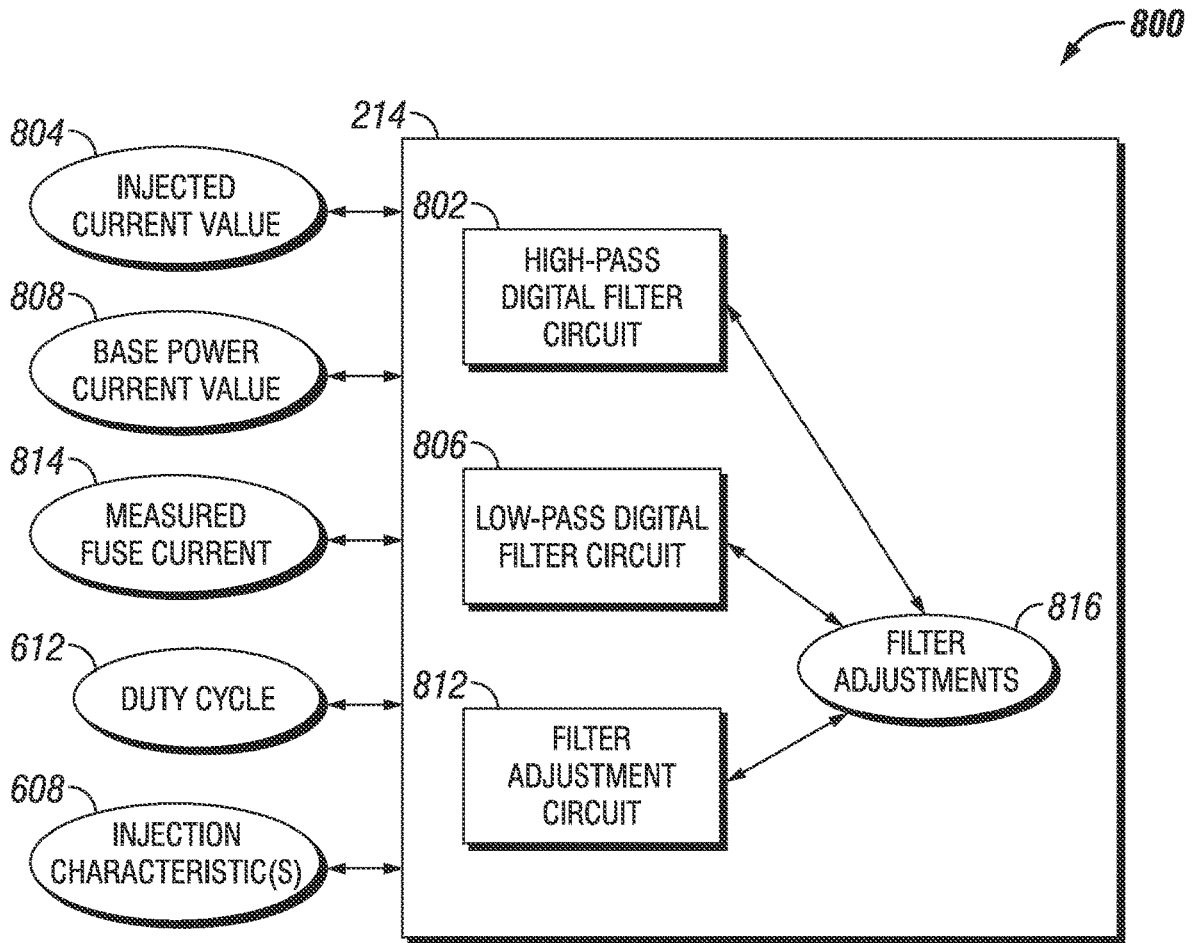 800
804
INJECTED
CURRENT VALUE
808
BASE POWER
CURRENT VALUE
814
MEASURED
FUSE CURRENT
612
DUTY CYCLE
608
INJECTION
CHARACTERISTIC(S)
214
802
HIGH-PASS
DIGITAL FILTER
CIRCUIT
806
LOW-PASS DIGITAL
FILTER CIRCUIT
812
FILTER
ADJUSTMENT
CIRCUIT
816
FILTER
ADJUSTMENTS